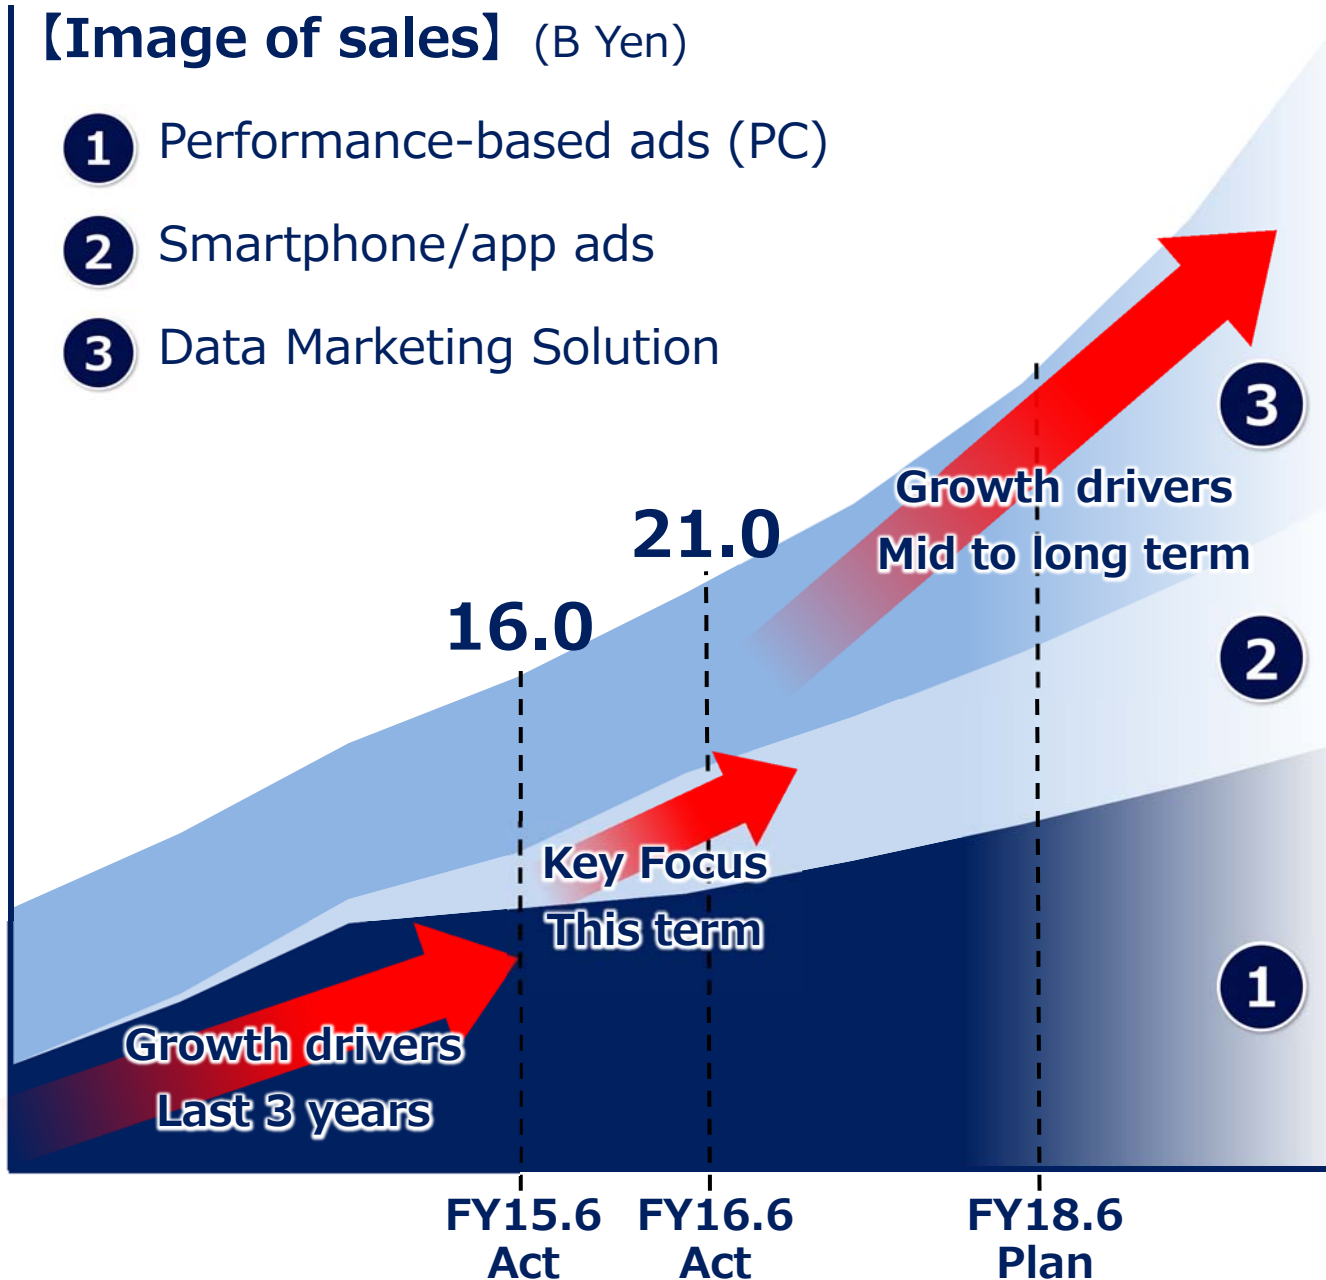 【Image of sales】 (B Yen)
1 Performance-based ads (PC)
2 Smartphone/app ads
3 Data Marketing Solution
3
Growth drivers
Mid to long term
21.0
16.0
2
Key Focus
This term
1
Growth drivers
Last 3 years
FY15.6 FY16.6 FY18.6
Act Act Plan